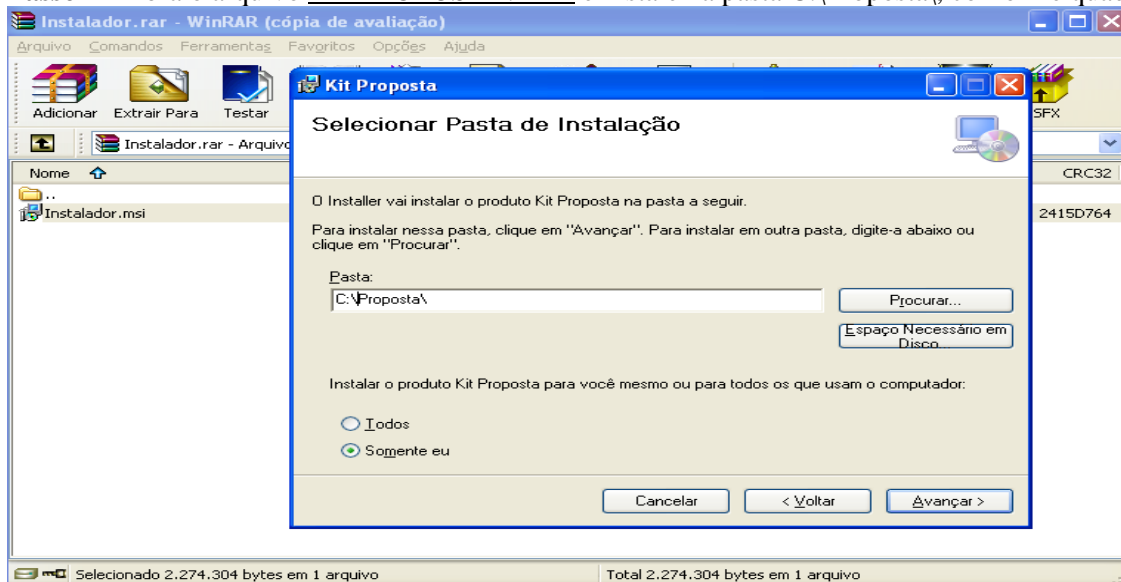 Instalador.rar - WinRAR (cópia de avaliação)
Arquivo Comandos Ferramentas Favoritos Opções Ajuda
Adicionar Extrair Para Testar SFX
Instalador.rar - Arquivo
Nome CRC32
..
Instalador.msi 2415D764
Kit Proposta
Selecionar Pasta de Instalação
O Installer vai instalar o produto Kit Proposta na pasta a seguir.
Para instalar nessa pasta, clique em "Avançar". Para instalar em outra pasta, digite-a abaixo ou
clique em "Procurar".
Pasta:
C:\Proposta\
Procurar...
Espaço Necessário em
Disco...
Instalar o produto Kit Proposta para você mesmo ou para todos os que usam o computador:
Todos
Somente eu
Cancelar < Voltar Avançar >
Selecionado 2.274.304 bytes em 1 arquivo Total 2.274.304 bytes em 1 arquivo